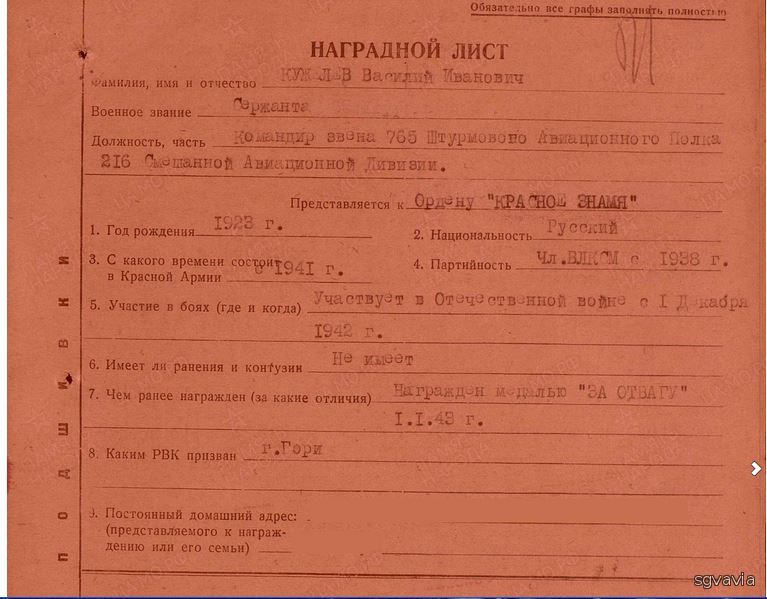 Обязательно все графы заполнять полностью
НАГРАДНОЙ ЛИСТ
Фамилия, имя и отчество Василий Иванович
Военное звание Сержанта
Должность, часть Командир звена 765 Штурмового Авиационного Полка
216 Смешанной Авиационной Дивизии.
Представляется к Ордену "КРАСНОЕ ЗНАМЯ"
1. Год рождения 1923 г.
2. Национальность Русский
3. С какого времени состоит в Красной Армии с 1941 г.
4. Партийность Чл.ВЛКСМ с 1938 г.
5. Участие в боях (где и когда) Участвует в Отечественной войне с I Декабря
1942 г.
6. Имеет ли ранения и контузии Не имеет
7. Чем ранее награжден (за какие отличия) Награжден медалью "ЗА ОТВАГУ"
I.I.43 г.
8. Каким РВК призван г.Гори
9. Постоянный домашний адрес:
(представляемого к награж-
дению или его семьи)
подшивки
sgvavia